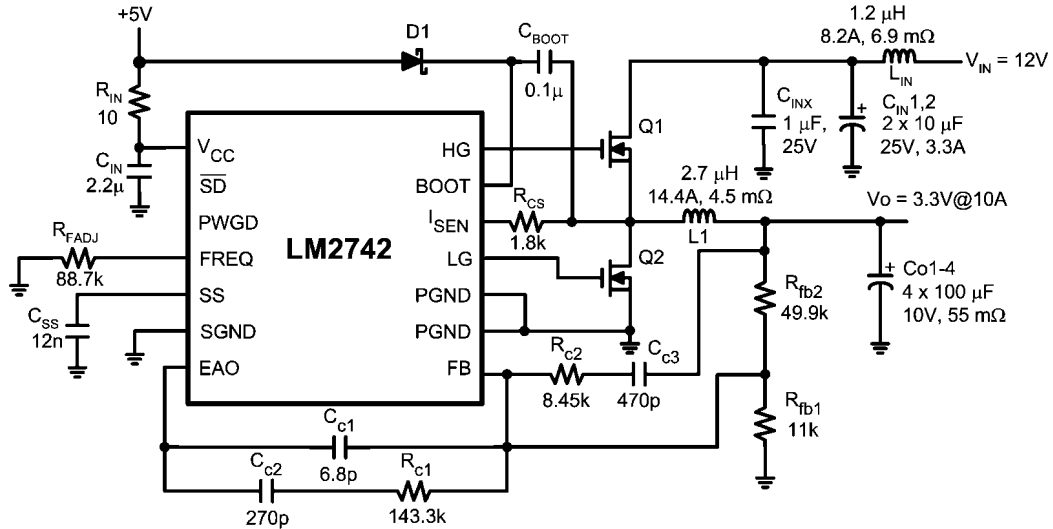 +5V
D1
C_BOOT
0.1μ
1.2 μH
8.2A, 6.9 mΩ
L_IN
V_IN = 12V
R_IN
10
C_IN
2.2μ
C_INX
1 μF,
25V
+
C_IN1,2
2 x 10 μF
25V, 3.3A
Q1
V_CC
SD
PWGD
FREQ
SS
SGND
EAO
LM2742
HG
BOOT
I_SEN
LG
PGND
PGND
FB
R_CS
1.8k
2.7 μH
14.4A, 4.5 mΩ
L1
Vo = 3.3V@10A
Q2
R_FADJ
88.7k
C_SS
12n
R_fb2
49.9k
+
Co1-4
4 x 100 μF
10V, 55 mΩ
R_c2
8.45k
C_c3
470p
R_fb1
11k
C_c1
6.8p
C_c2
270p
R_c1
143.3k